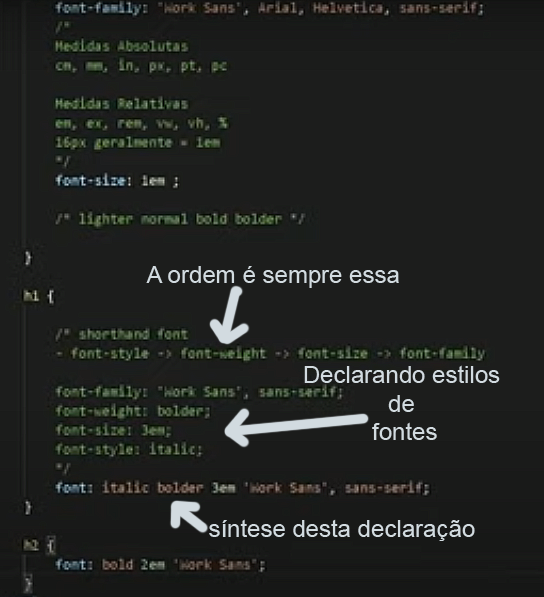 font-family: 'Work Sans', Arial, Helvetica, sans-serif;
/*
Medidas Absolutas
cm, mm, in, px, pt, pc
Medidas Relativas
em, ex, rem, vw, vh, %
16px geralmente = 1em
*/
font-size: 1em ;
/* lighter normal bold bolder */
}
A ordem é sempre essa
h1 {
/* shorthand font
- font-style -> font-weight -> font-size -> font-family
Declarando estilos
de
fontes
font-family: 'Work Sans', sans-serif;
font-weight: bolder;
font-size: 3em;
font-style: italic;
*/
font: italic bolder 3em 'Work Sans', sans-serif;
}
síntese desta declaração
h2 {
font: bold 2em 'Work Sans';
}